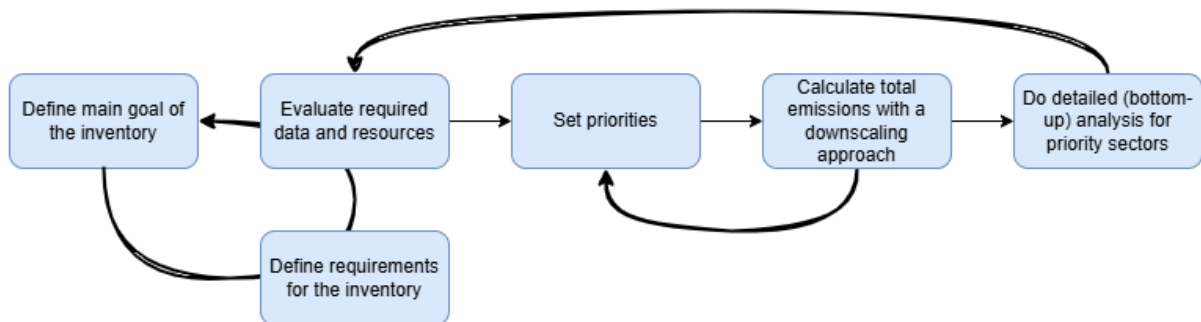 Define main goal of
the inventory
Evaluate required
data and resources
Set priorities
Calculate total
emissions with a
downscaling
approach
Do detailed (bottom-
up) analysis for
priority sectors
Define requirements
for the inventory